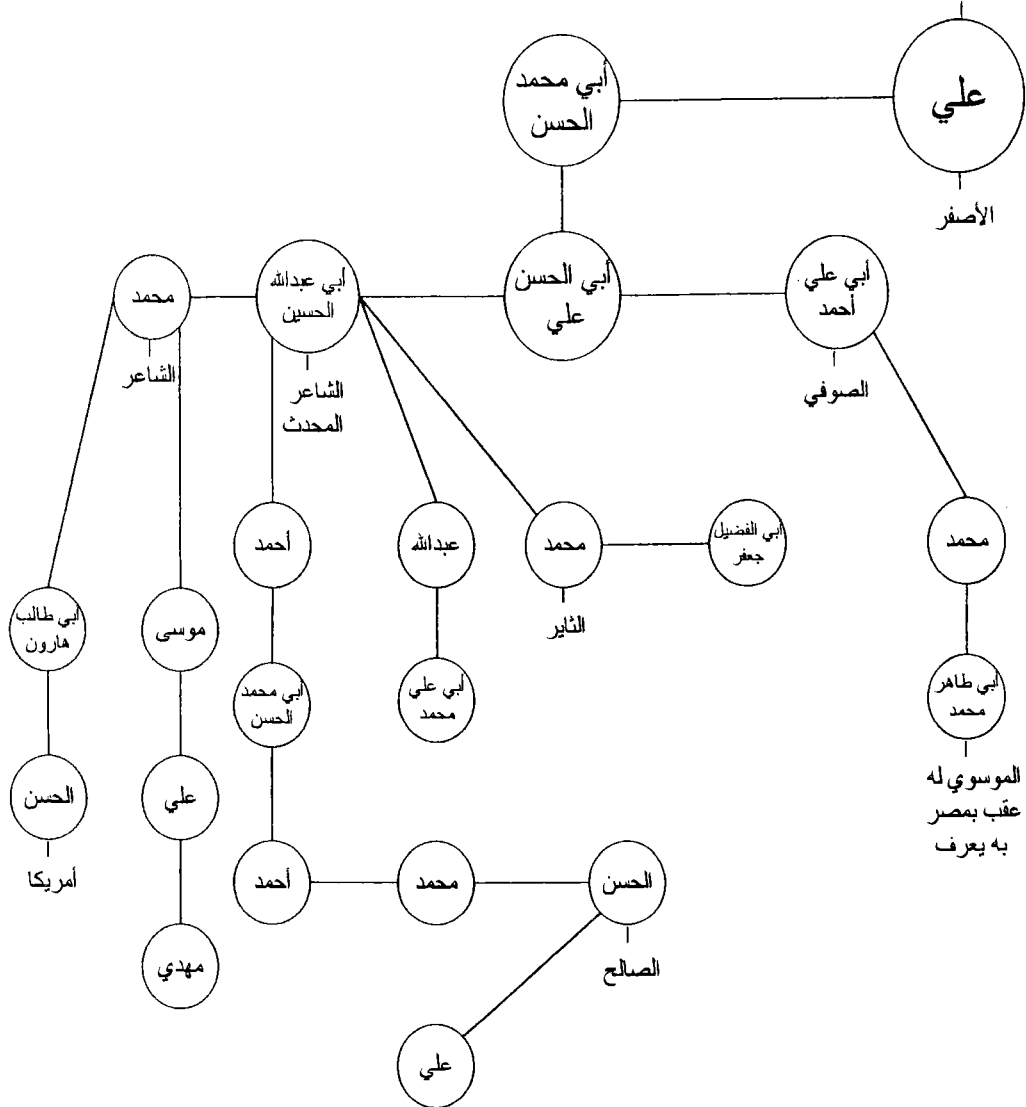 علي
أبي محمد
الحسن
الأصفر
أبي علي
أحمد
أبي الحسن
علي
أبي عبدالله
الحسين
محمد
الصوفي
الشاعر
المحدث
الشاعر
محمد
أبي الفضيل
جعفر
محمد
عبدالله
أحمد
الثاير
موسى
أبي طالب
هارون
أبي طاهر
محمد
أبي علي
محمد
أبي محمد
الحسن
الموسوي له
عقب بمصر
به يعرف
علي
الحسن
أمريكا
الحسن
محمد
أحمد
الصالح
مهدي
علي